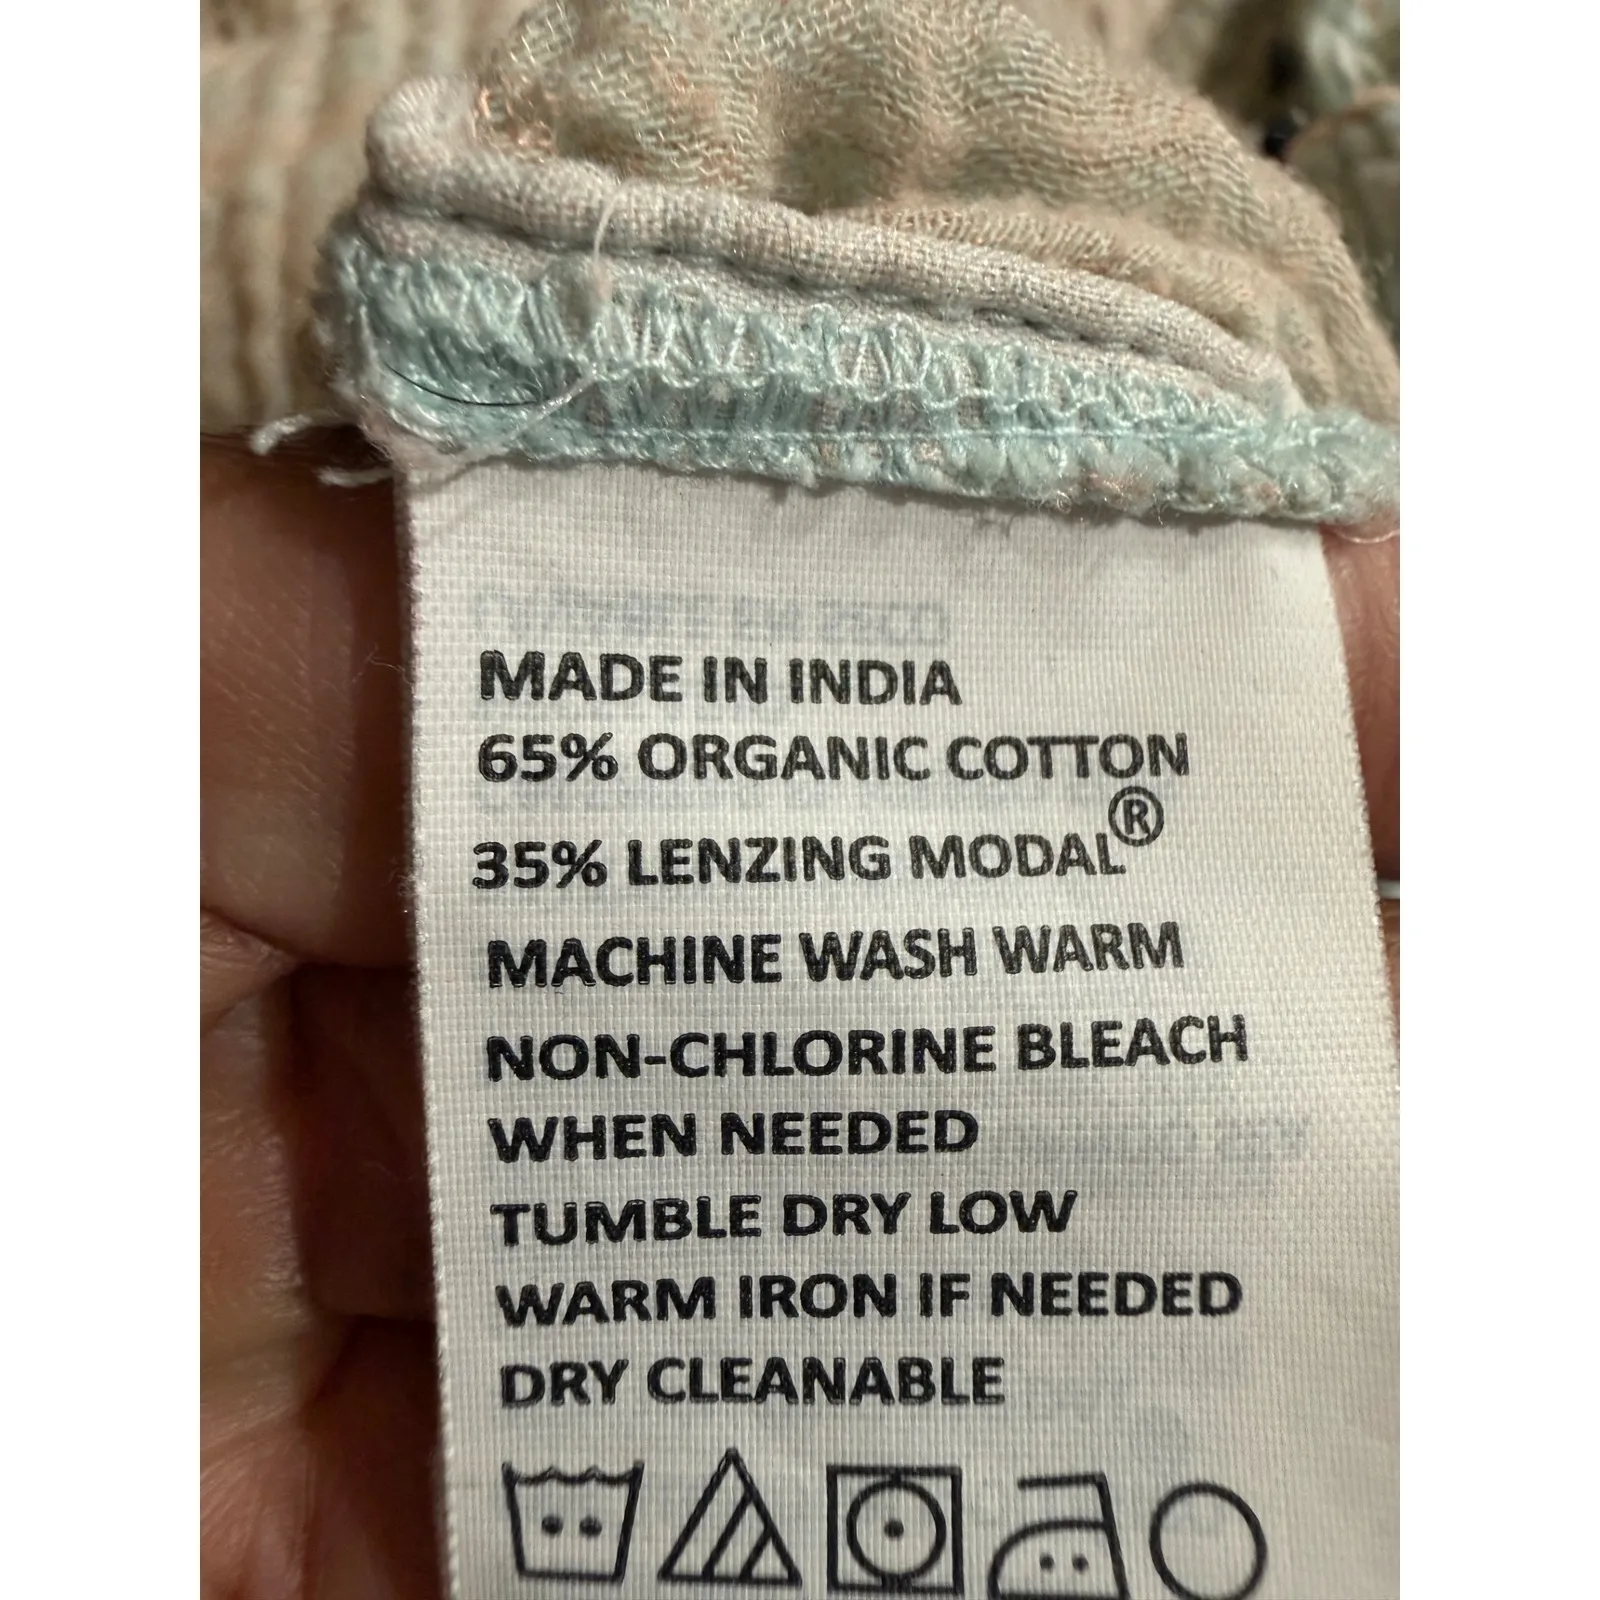 MADE IN INDIA
65% ORGANIC COTTON
35% LENZING MODAL®
MACHINE WASH WARM
NON-CHLORINE BLEACH
WHEN NEEDED
TUMBLE DRY LOW
WARM IRON IF NEEDED
DRY CLEANABLE